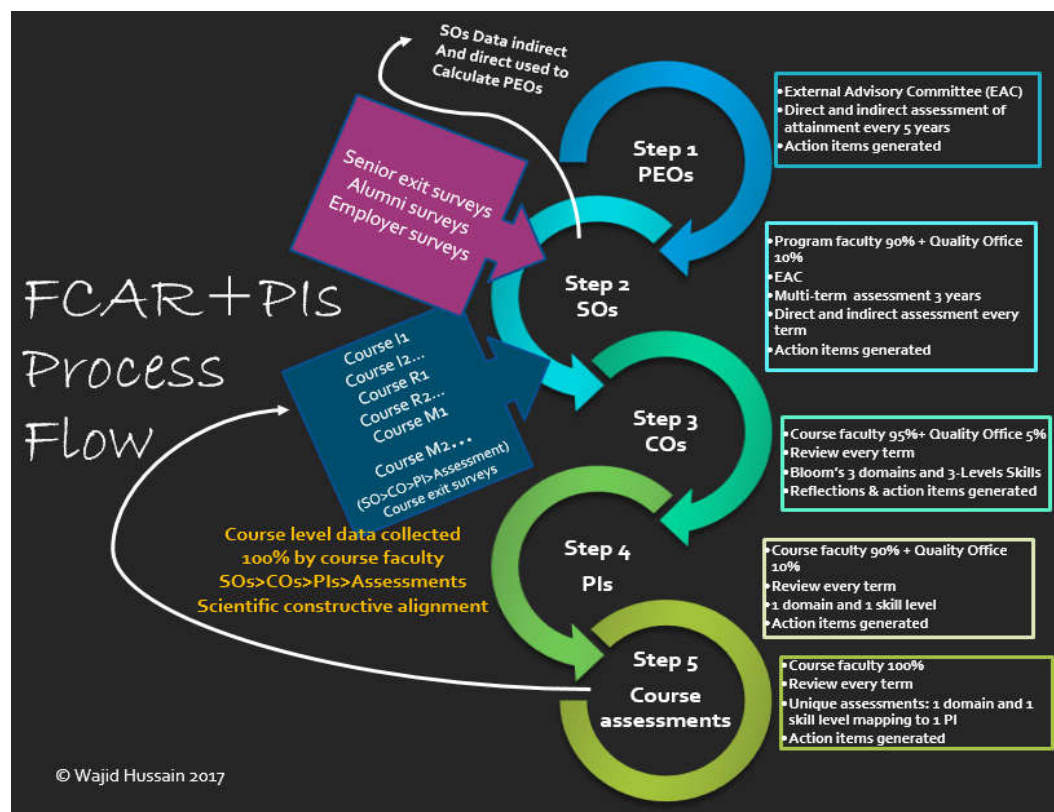 SOs Data indirect
And direct used to
Calculate PEOs
Senior exit surveys
Alumni surveys
Employer surveys
FCAR+PIs
Process
Flow
Course I1
Course I2...
Course R1
Course R2...
Course M1
Course M2...
(SO>CO>PI>Assessment)
Course exit surveys
Course level data collected
100% by course faculty
SOs>COs>PIs>Assessments
Scientific constructive alignment
Step 1
PEOs
•External Advisory Committee (EAC)
•Direct and indirect assessment of
attainment every 5 years
•Action items generated
Step 2
SOs
•Program faculty 90% + Quality Office
10%
•EAC
•Multi-term assessment 3 years
•Direct and indirect assessment every
term
•Action items generated
Step 3
COs
•Course faculty 95%+ Quality Office 5%
•Review every term
•Bloom's 3 domains and 3-Levels Skills
•Reflections & action items generated
Step 4
PIs
•Course faculty 90% + Quality Office
10%
•Review every term
•1 domain and 1 skill level
•Action items generated
Step 5
Course
assessments
•Course faculty 100%
•Review every term
•Unique assessments: 1 domain and 1
skill level mapping to 1 PI
•Action items generated
© Wajid Hussain 2017